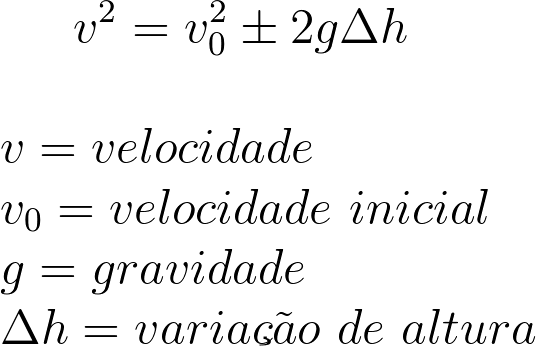 v² = v₀² ± 2gΔh
v = velocidade
v₀ = velocidade inicial
g = gravidade
Δh = variação de altura